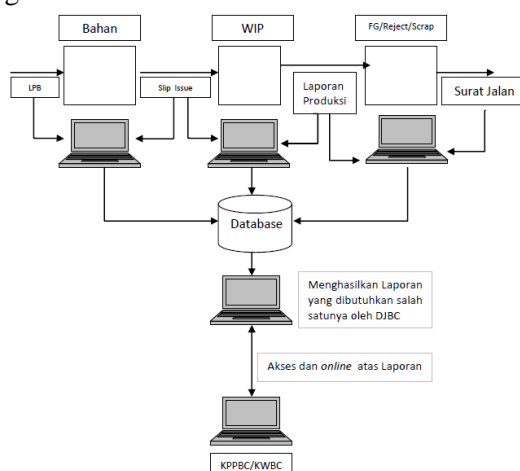 Bahan
WIP
FG/Reject/Scrap
LPB
Slip Issue
Laporan
Produksi
Surat Jalan
Database
Menghasilkan Laporan
yang dibutuhkan salah
satunya oleh DJBC
Akses dan online atas Laporan
KPPBC/KWBC